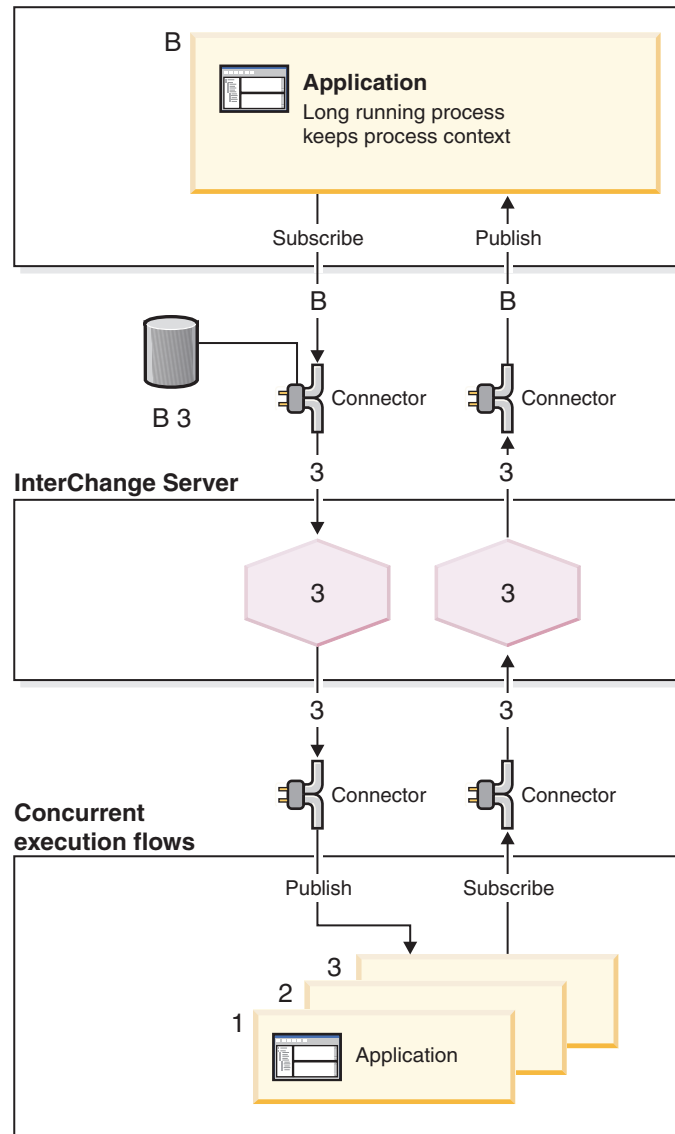 B
Application
Long running process
keeps process context
Subscribe
Publish
B
B
Connector
Connector
B 3
3
3
InterChange Server
3
3
3
3
Connector
Connector
Concurrent
execution flows
Publish
Subscribe
3
2
1
Application